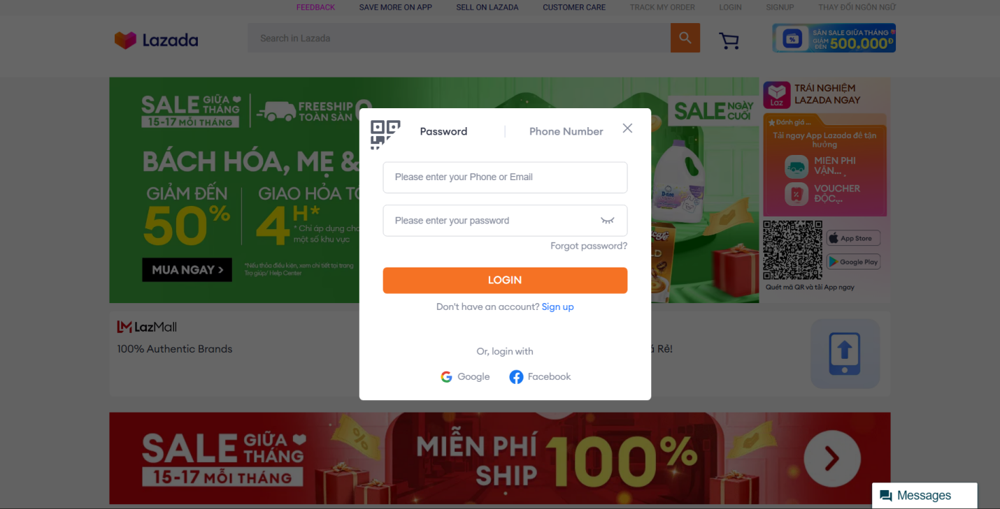 FEEDBACK
SAVE MORE ON APP
SELL ON LAZADA
CUSTOMER CARE
TRACK MY ORDER
LOGIN
SIGNUP
THAY ĐỔI NGÔN NGỮ
Lazada
Search in Lazada
SĂN SALE GIỮA THÁNG
GIẢM ĐẾN 500.000Đ
SALE GIỮA THÁNG
15-17 MỖI THÁNG
FREESHIP
TOÀN SÀN
BÁCH HÓA, MẸ &
GIẢM ĐẾN
50%
GIAO HỎA TỐ
4H*
* Chỉ áp dụng cho
một số khu vực
MUA NGAY >
*Nếu thỏa điều kiện, xem chi tiết tại trang
Trợ giúp/ Help Center
SALE NGÀY CUỐI
D-nee
Laz
TRẢI NGHIỆM
LAZADA NGAY
Đánh giá ...
Tải ngay App Lazada để tận
hưởng
MIỄN PHÍ
VẬN...
VOUCHER
ĐỘC...
App Store
Google Play
Quét mã QR và tải App ngay
Password
Phone Number
Please enter your Phone or Email
Please enter your password
Forgot password?
LOGIN
Don't have an account? Sign up
Or, login with
Google
Facebook
LazMall
100% Authentic Brands
á Rẻ!
SALE GIỮA THÁNG
15-17 MỖI THÁNG
MIỄN PHÍ
SHIP
100%
Messages